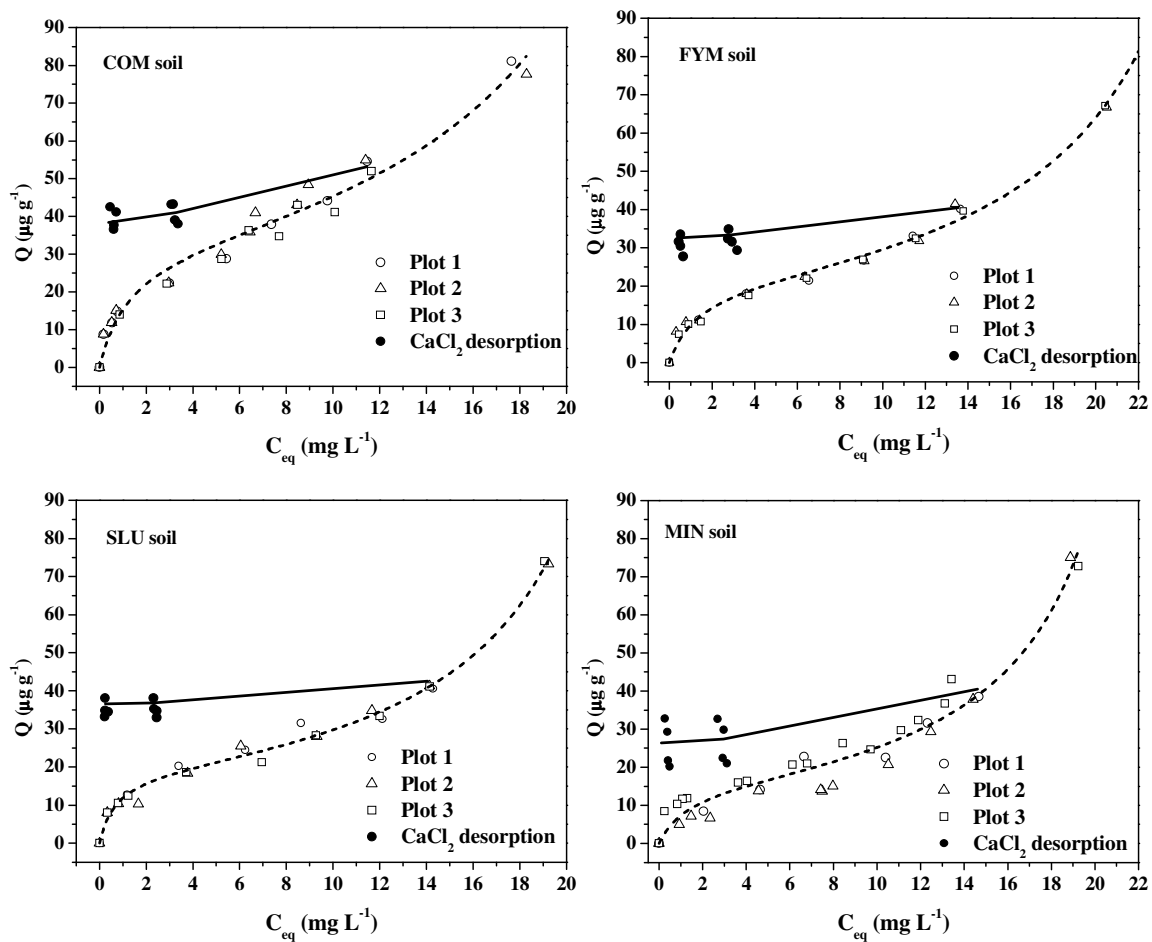 COM soil
90
80
70
60
50
40
30
20
10
0
Q (µg g⁻¹)
Plot 1
Plot 2
Plot 3
CaCl₂ desorption
0 2 4 6 8 10 12 14 16 18 20
C_eq (mg L⁻¹)
FYM soil
90
80
70
60
50
40
30
20
10
0
Q (µg g⁻¹)
Plot 1
Plot 2
Plot 3
CaCl₂ desorption
0 2 4 6 8 10 12 14 16 18 20 22
C_eq (mg L⁻¹)
SLU soil
90
80
70
60
50
40
30
20
10
0
Q (µg g⁻¹)
Plot 1
Plot 2
Plot 3
CaCl₂ desorption
0 2 4 6 8 10 12 14 16 18 20
C_eq (mg L⁻¹)
MIN soil
90
80
70
60
50
40
30
20
10
0
Q (µg g⁻¹)
Plot 1
Plot 2
Plot 3
CaCl₂ desorption
0 2 4 6 8 10 12 14 16 18 20 22
C_eq (mg L⁻¹)